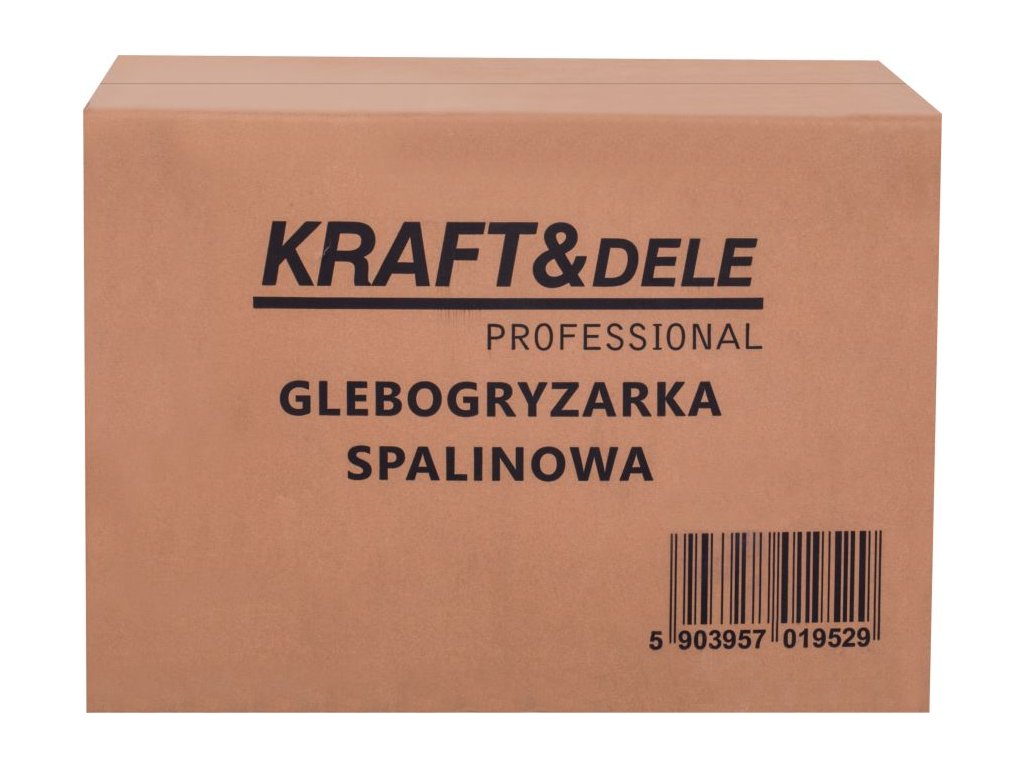 KRAFT&DELE
PROFESSIONAL
GLEBOGRYZARKA
SPALINOWA
5 903957 019529